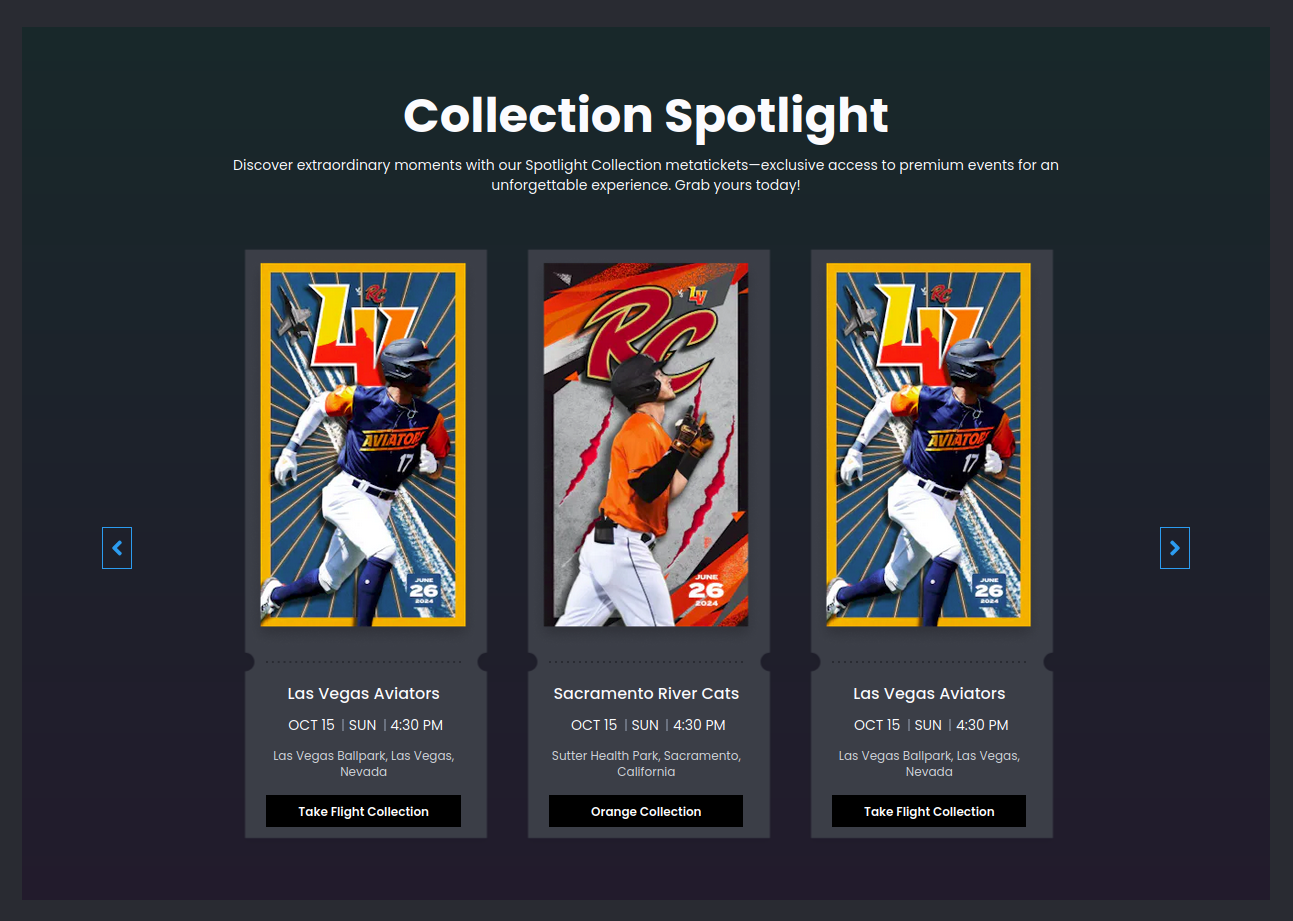 Collection Spotlight
Discover extraordinary moments with our Spotlight Collection metatickets—exclusive access to premium events for an
unforgettable experience. Grab yours today!
LV
RC
AVIATORS
17
JUNE
26
2024
RC
LV
JUNE
26
2024
LV
RC
AVIATORS
17
JUNE
26
2024
Las Vegas Aviators
OCT 15 | SUN | 4:30 PM
Las Vegas Ballpark, Las Vegas,
Nevada
Take Flight Collection
Sacramento River Cats
OCT 15 | SUN | 4:30 PM
Sutter Health Park, Sacramento,
California
Orange Collection
Las Vegas Aviators
OCT 15 | SUN | 4:30 PM
Las Vegas Ballpark, Las Vegas,
Nevada
Take Flight Collection